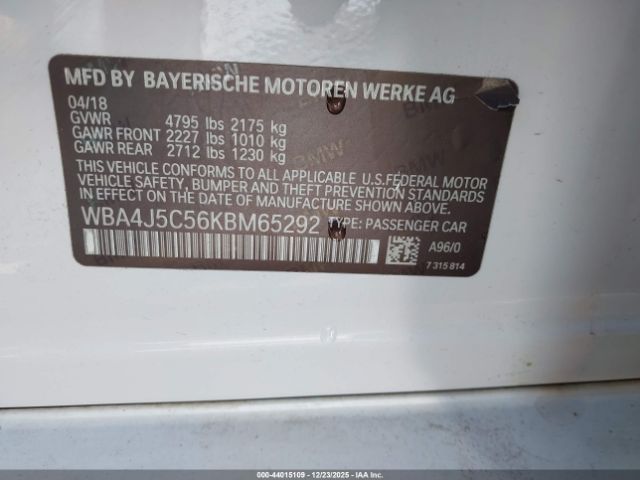 MFD BY BAYERISCHE MOTOREN WERKE AG
04/18
GVWR 4795 lbs 2175 kg
GAWR FRONT 2227 lbs 1010 kg
GAWR REAR 2712 lbs 1230 kg
THIS VEHICLE CONFORMS TO ALL APPLICABLE U.S.FEDERAL MOTOR
VEHICLE SAFETY, BUMPER AND THEFT PREVENTION STANDARDS
IN EFFECT ON THE DATE OF MANUFACTURE SHOWN ABOVE.
WBA4J5C56KBM65292 TYPE: PASSENGER CAR
A96/0
7 315 814
000-44015109 - 12/23/2025 - IAAI.COM